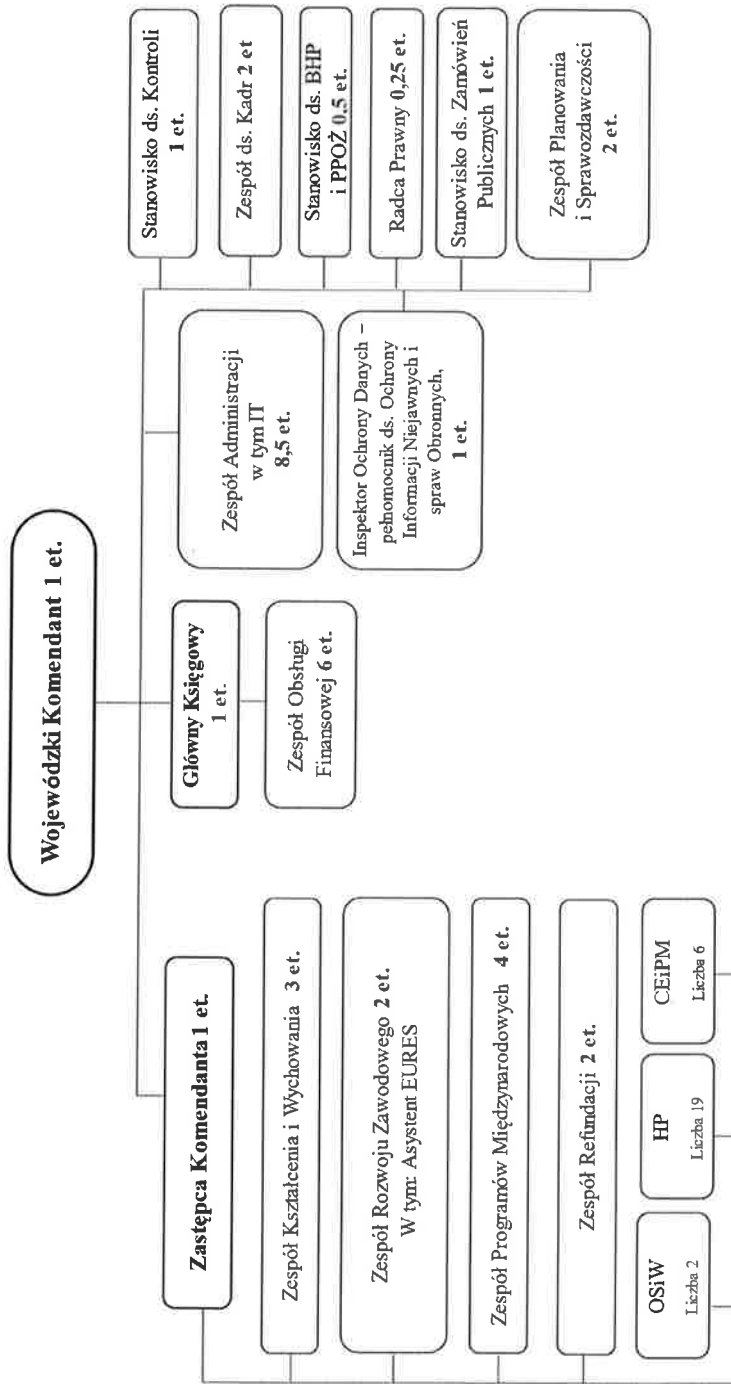 Wojewódzki Komendant 1 et.
Zastępca Komendanta 1 et.
Zespół Kształcenia i Wychowania 3 et.
Zespół Rozwoju Zawodowego 2 et.
W tym: Asystent EURES
Zespół Programów Międzynarodowych 4 et.
Zespół Refundacji 2 et.
OSiW
Liczba 2
HP
Liczba 19
CEiPM
Liczba 6
Główny Księgowy
1 et.
Zespół Obsługi
Finansowej 6 et.
Zespół Administracji
w tym IT
8,5 et.
Inspektor Ochrony Danych –
pełnomocnik ds. Ochrony
Informacji Niejawnych i
spraw Obronnych,
1 et.
Stanowisko ds. Kontroli
1 et.
Zespół ds. Kadr 2 et
Stanowisko ds. BHP
i PPOŻ 0,5 et.
Radca Prawny 0,25 et.
Stanowisko ds. Zamówień
Publicznych 1 et.
Zespół Planowania
i Sprawozdawczości
2 et.